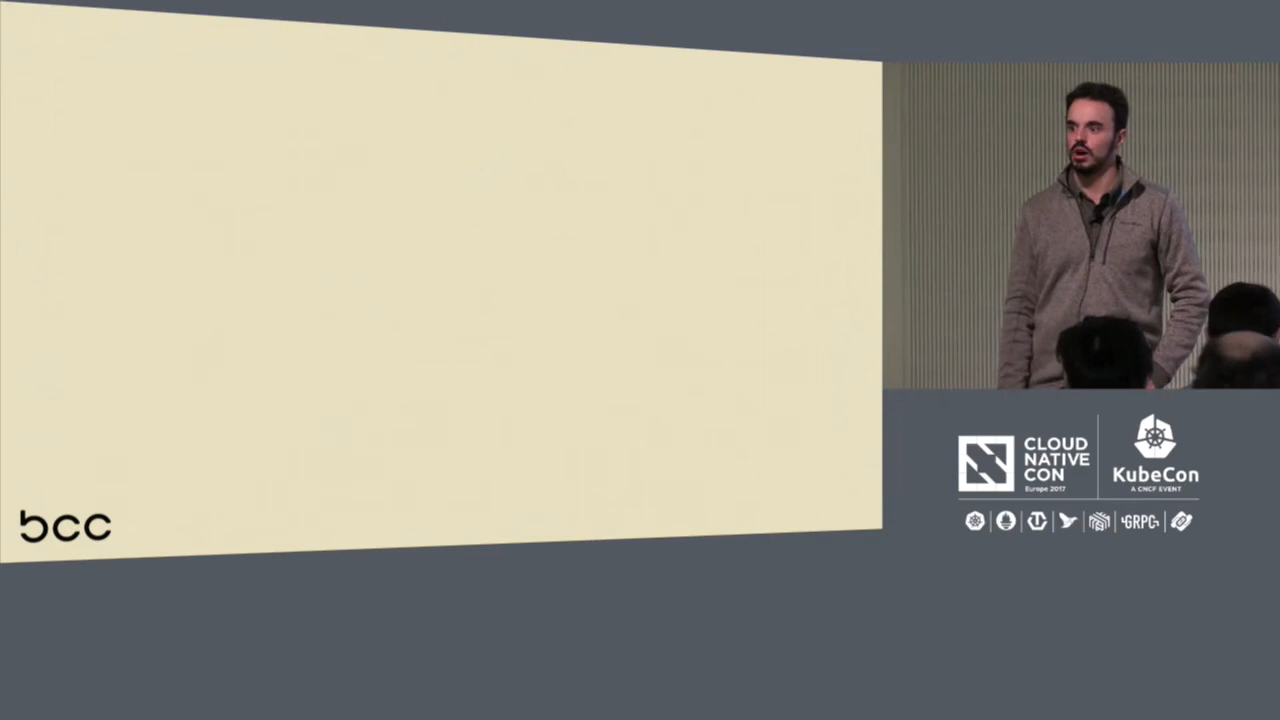 bcc
CLOUD
NATIVE
CON
Europe 2017
KubeCon
A CNCF EVENT
GRPC